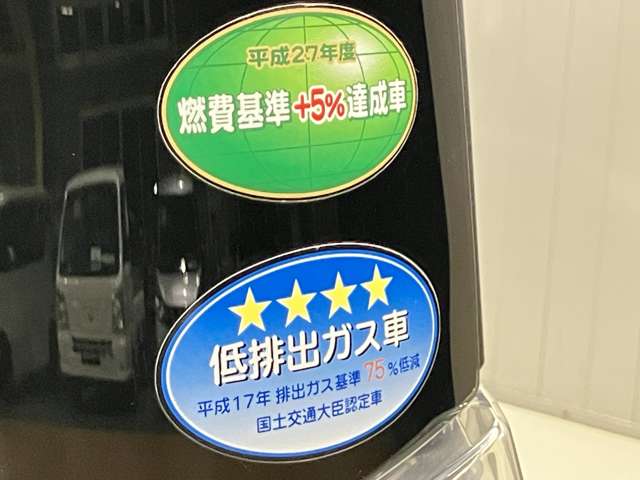 平成27年度
燃費基準+5%達成車
低排出ガス車
平成17年 排出ガス基準 75%低減
国土交通大臣認定車